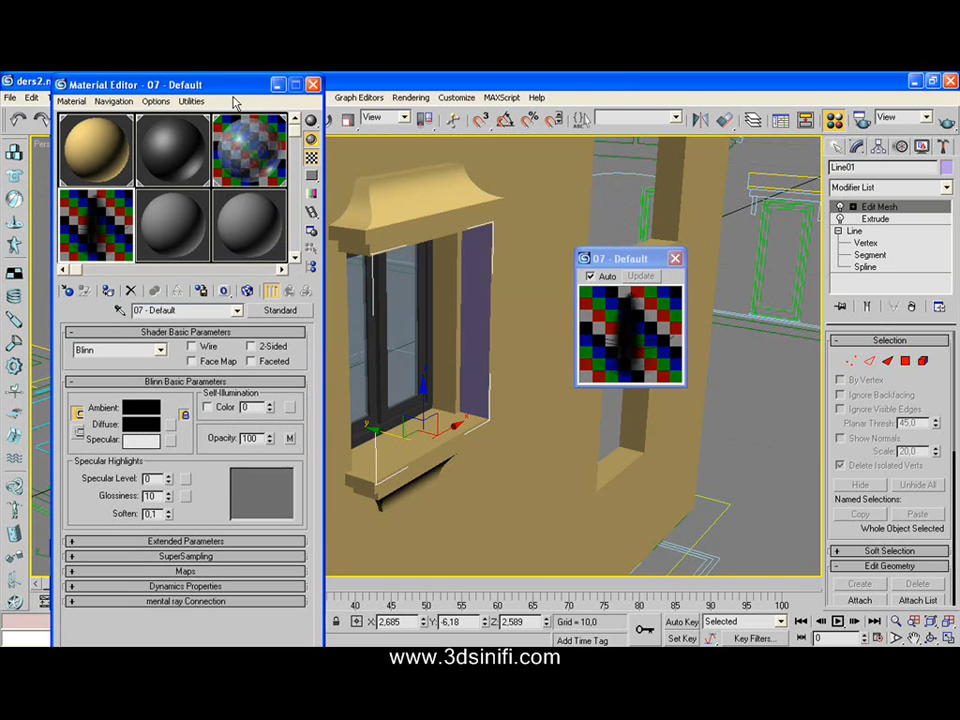 ders2.m
Material Editor - 07 - Default
File Edit
Graph Editors Rendering Customize MAXScript Help
Material Navigation Options Utilities
View
View
Pers
Line01
Modifier List
Edit Mesh
Extrude
Line
Vertex
Segment
Spline
07 - Default
Auto Update
07 - Default
Standard
Shader Basic Parameters
Blinn
Wire
2-Sided
Face Map
Faceted
Blinn Basic Parameters
Self-Illumination
Color 0
Ambient:
Diffuse:
Specular:
Opacity: 100 M
Specular Highlights
Specular Level: 0
Glossiness: 10
Soften: 0,1
Extended Parameters
SuperSampling
Maps
Dynamics Properties
mental ray Connection
Selection
By Vertex
Ignore Backfacing
Ignore Visible Edges
Planar Thresh: 45,0
Show Normals
Scale: 20,0
Delete Isolated Verts
Hide Unhide All
Named Selections:
Copy Paste
Whole Object Selected
Soft Selection
Edit Geometry
Create Delete
Attach Attach List
40 45 50 55 60 65 70 75 80 85 90 95 100
X: 2,685 Y: -6,18 Z: 2,589 Grid = 10,0
Add Time Tag
Auto Key Selected
Set Key Key Filters...
0
www.3dsinifi.com